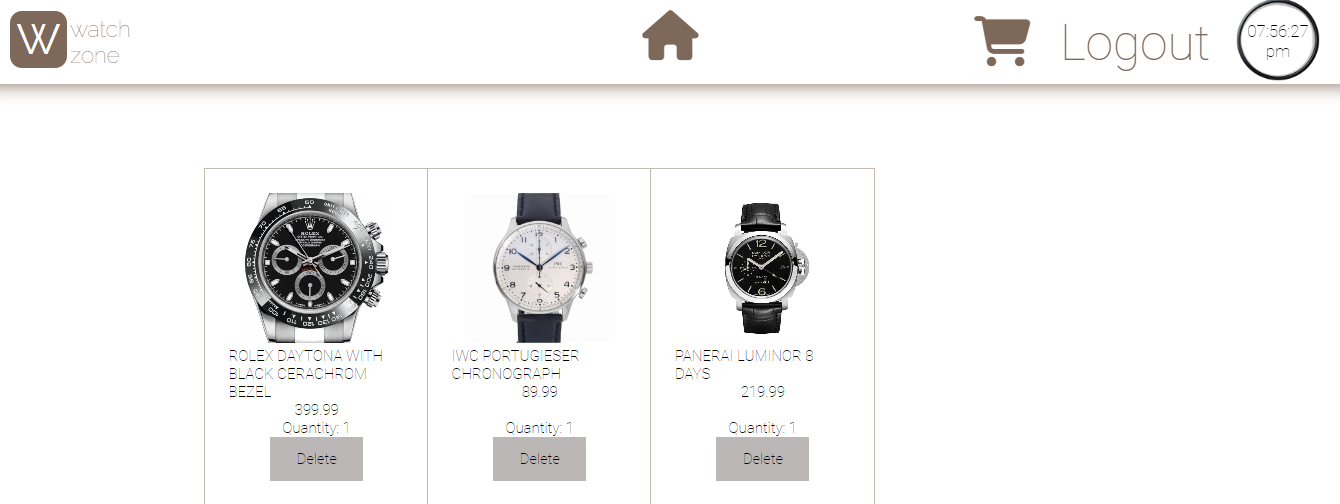 W watch
zone
Logout
07:56:27
pm
ROLEX DAYTONA WITH
BLACK CERACHROM
BEZEL
399.99
Quantity: 1
Delete
IWC PORTUGIESER
CHRONOGRAPH
89.99
Quantity: 1
Delete
PANERAI LUMINOR 8
DAYS
219.99
Quantity: 1
Delete